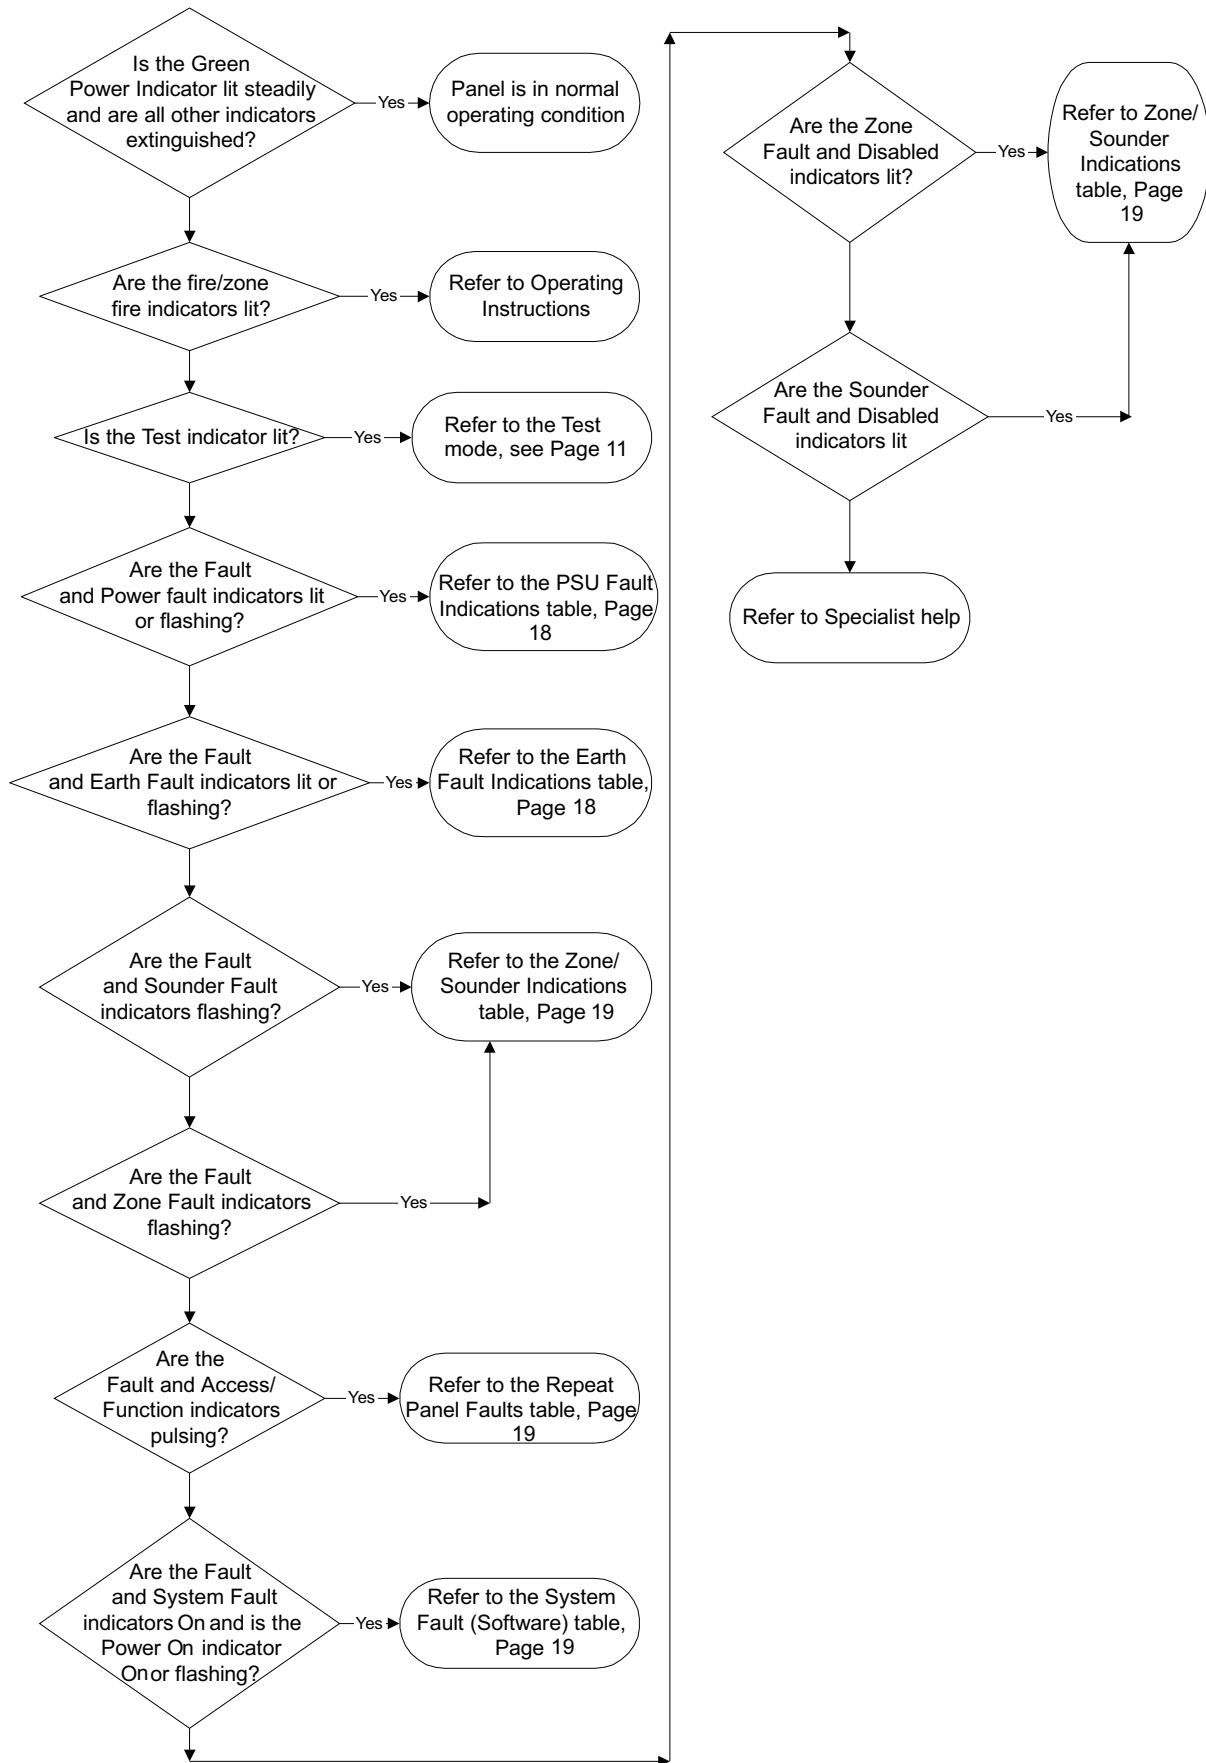 Is the Green
Power Indicator lit steadily
and are all other indicators
extinguished?
Yes
Panel is in normal
operating condition
Are the fire/zone
fire indicators lit?
Yes
Refer to Operating
Instructions
Is the Test indicator lit?
Yes
Refer to the Test
mode, see Page 11
Are the Fault
and Power fault indicators lit
or flashing?
Yes
Refer to the PSU Fault
Indications table, Page
18
Are the Fault
and Earth Fault indicators lit or
flashing?
Yes
Refer to the Earth
Fault Indications table,
Page 18
Are the Fault
and Sounder Fault
indicators flashing?
Yes
Refer to the Zone/
Sounder Indications
table, Page 19
Are the Fault
and Zone Fault indicators
flashing?
Yes
Are the
Fault and Access/
Function indicators
pulsing?
Yes
Refer to the Repeat
Panel Faults table, Page
19
Are the Fault
and System Fault
indicators On and is the
Power On indicator
On or flashing?
Yes
Refer to the System
Fault (Software) table,
Page 19
Are the Zone
Fault and Disabled
indicators lit?
Yes
Refer to Zone/
Sounder
Indications
table, Page
19
Are the Sounder
Fault and Disabled
indicators lit
Yes
Refer to Specialist help